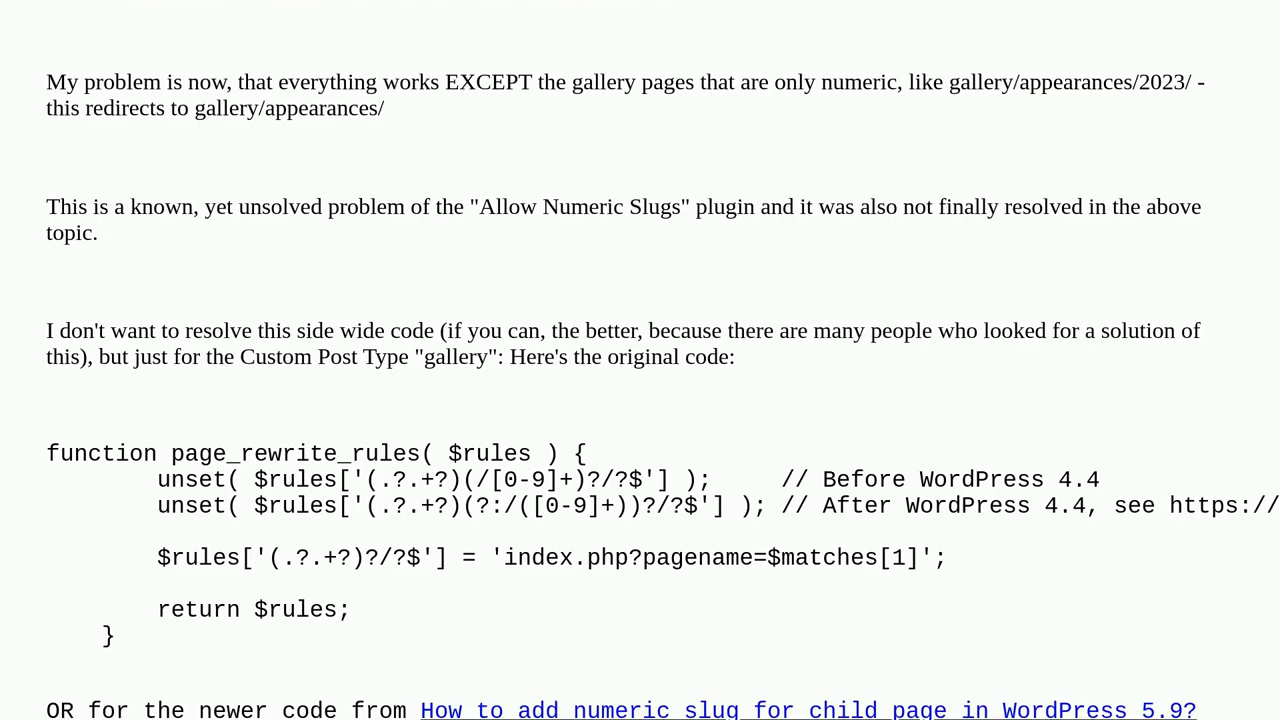 My problem is now, that everything works EXCEPT the gallery pages that are only numeric, like gallery/appearances/2023/ -
this redirects to gallery/appearances/
This is a known, yet unsolved problem of the "Allow Numeric Slugs" plugin and it was also not finally resolved in the above
topic.
I don't want to resolve this side wide code (if you can, the better, because there are many people who looked for a solution of
this), but just for the Custom Post Type "gallery": Here's the original code:
function page_rewrite_rules( $rules ) {
        unset( $rules['(.?.+?)(/[0-9]+)?/?$'] );     // Before WordPress 4.4
        unset( $rules['(.?.+?)(?:/([0-9]+))?/?$'] ); // After WordPress 4.4, see https://
        $rules['(.?.+?)?/?$'] = 'index.php?pagename=$matches[1]';
        return $rules;
    }
OR for the newer code from How to add numeric slug for child page in WordPress 5.9?